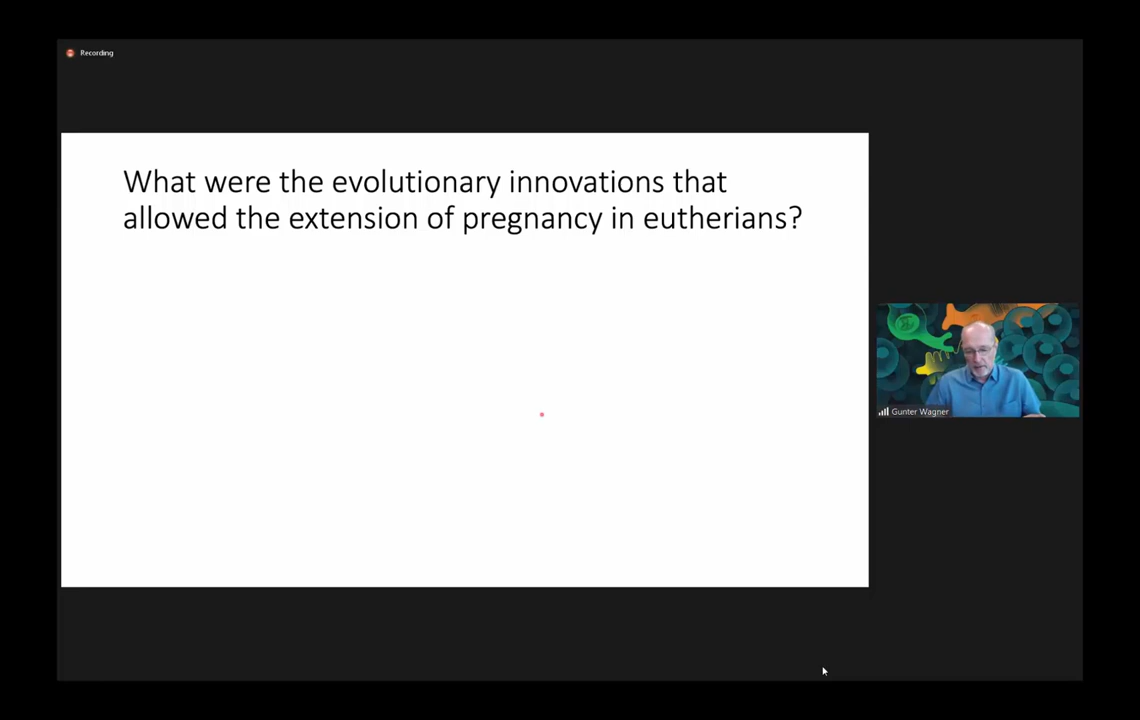 Recording
What were the evolutionary innovations that
allowed the extension of pregnancy in eutherians?
Gunter Wagner